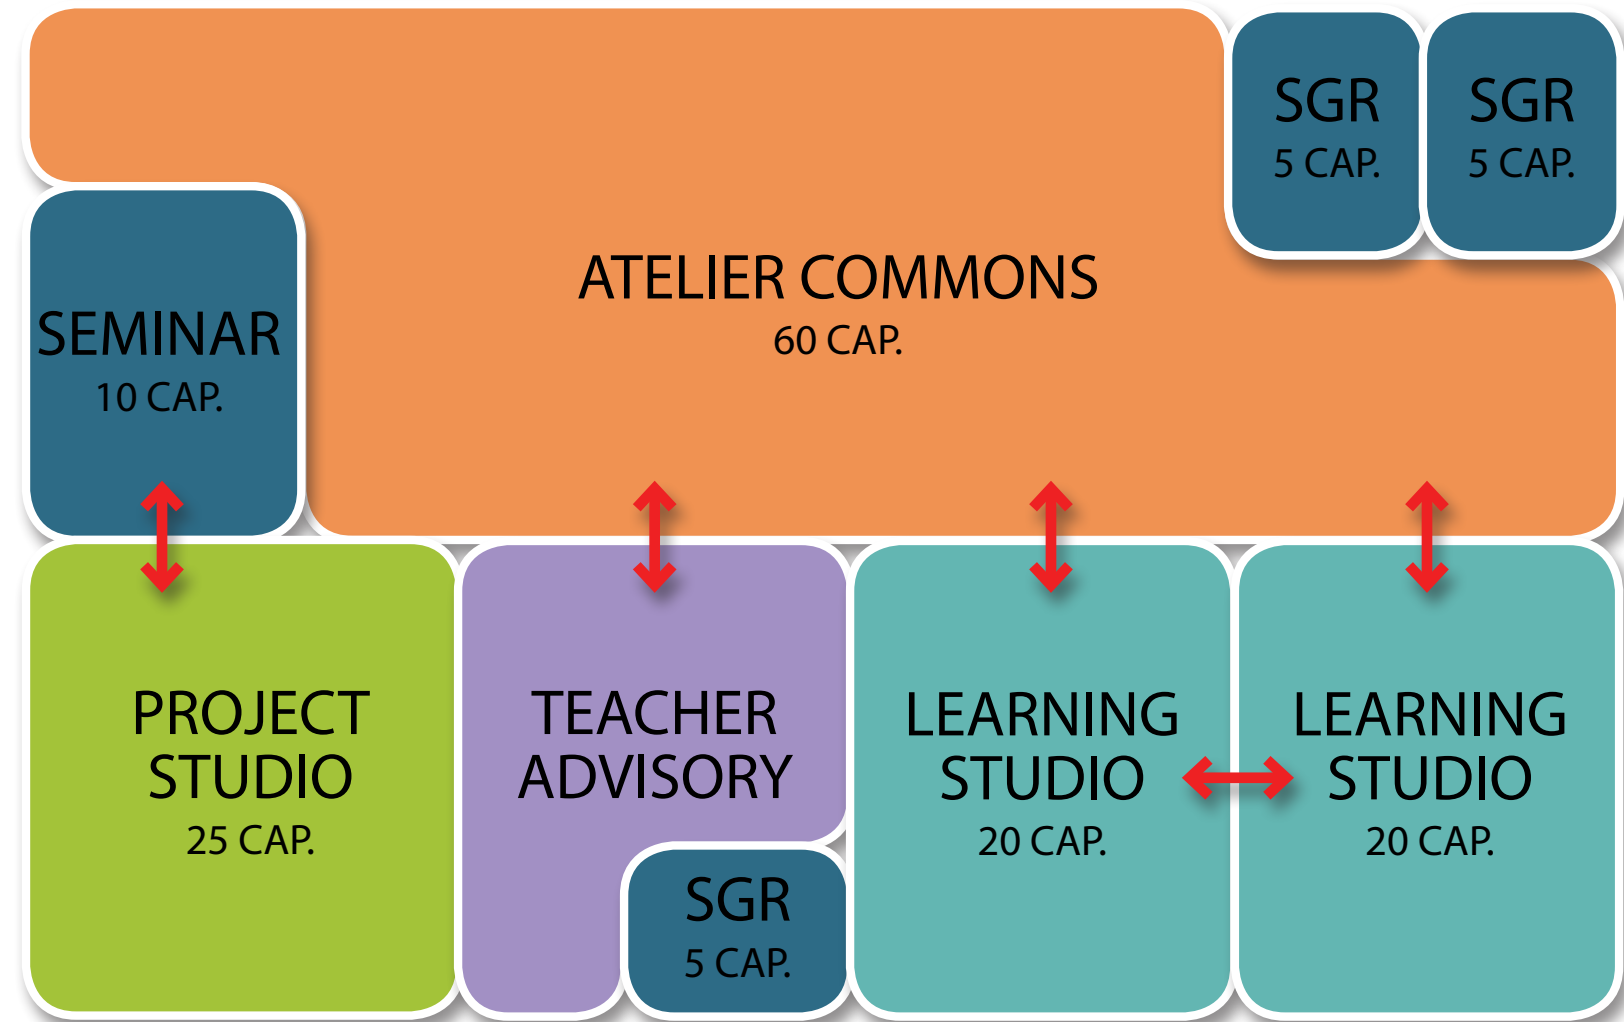 SGR
5 CAP.
SGR
5 CAP.
ATELIER COMMONS
60 CAP.
SEMINAR
10 CAP.
PROJECT
STUDIO
25 CAP.
TEACHER
ADVISORY
SGR
5 CAP.
LEARNING
STUDIO
20 CAP.
LEARNING
STUDIO
20 CAP.